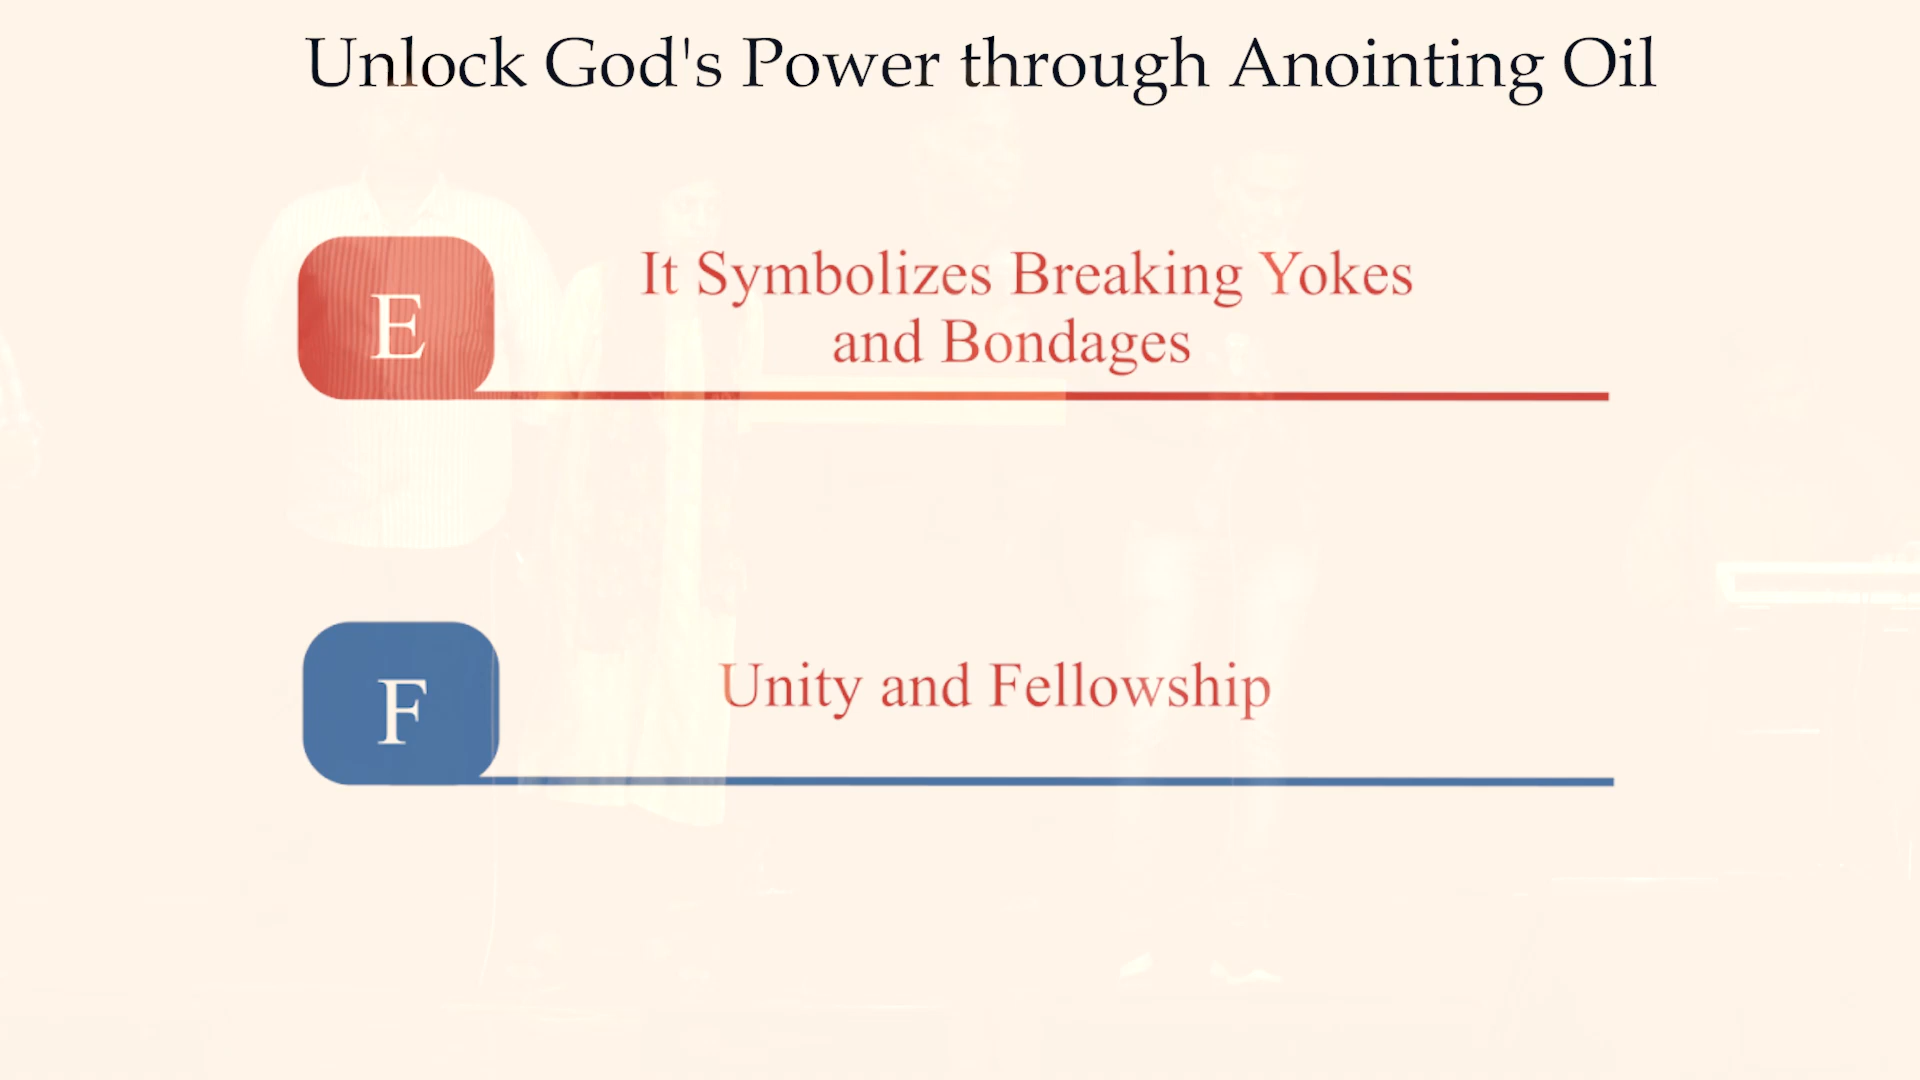 Unlock God's Power through Anointing Oil
E
It Symbolizes Breaking Yokes
and Bondages
F
Unity and Fellowship